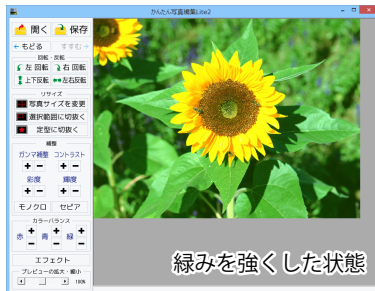 かんたん写真編集Lite2
開く 保存
もどる すすむ
回転・反転
左 回転 右 回転
上下反転 左右反転
リサイズ
写真サイズを変更
選択範囲に切抜く
定型に切抜く
補整
ガンマ補整 コントラスト
+ - + -
彩度 輝度
+ - + -
モノクロ セピア
カラーバランス
赤 + - 青 + - 緑 + -
エフェクト
プレビューの拡大・縮小
100%
緑みを強くした状態